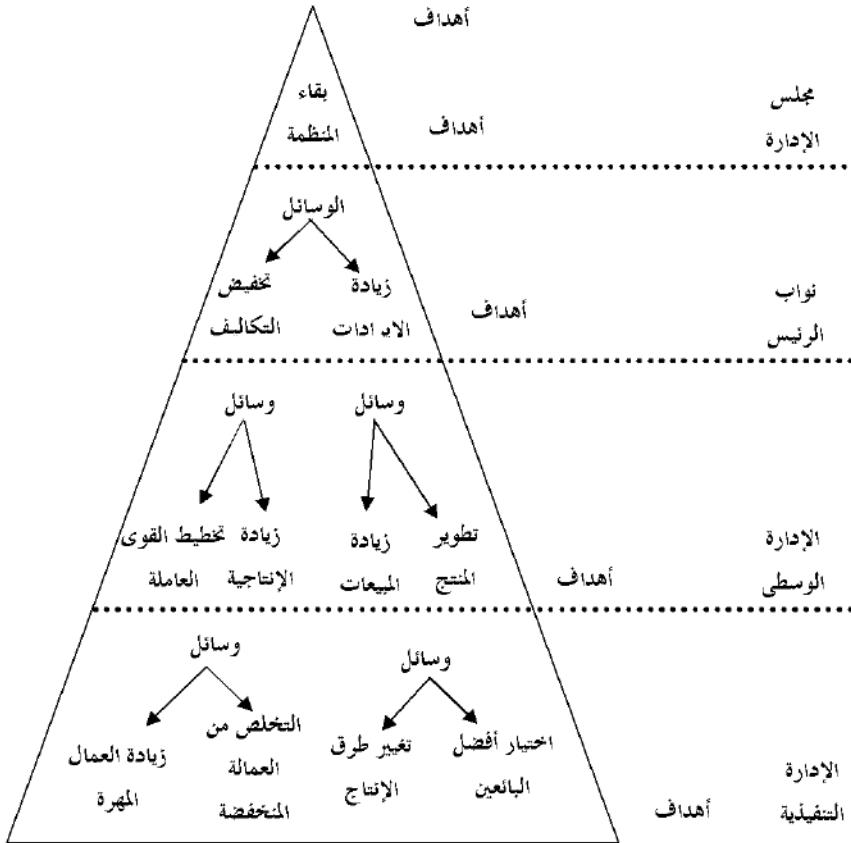 أهداف
مجلس
أهداف
الإدارة
بقاء
المنظمة
الوسائل
زيادة
الايرادات
تخفيض
التكاليف
أهداف
نواب
الرئيس
وسائل
وسائل
تطوير
المنتج
زيادة
المبيعات
زيادة
الإنتاجية
تخطيط القوى
العاملة
أهداف
الإدارة
الوسطى
وسائل
وسائل
اختيار أفضل
البائعين
تغيير طرق
الإنتاج
التخلص من
العمالة
المنخفضة
زيادة العمال
المهرة
أهداف
الإدارة
التنفيذية